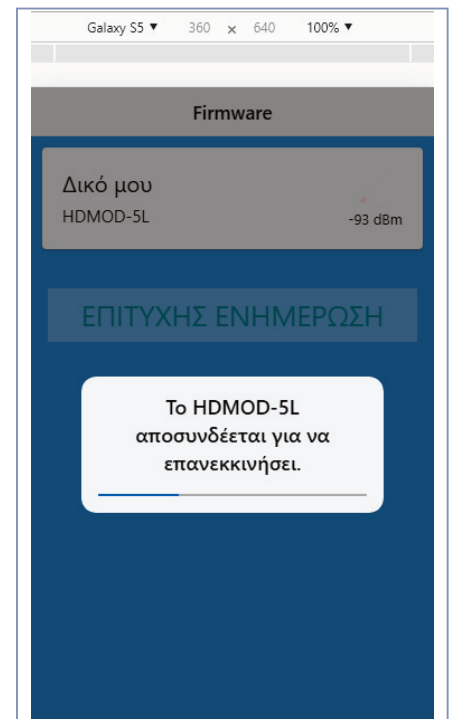 Galaxy S5 ▼ 360 x 640 100% ▼
Firmware
Δικό μου
HDMOD-5L -93 dBm
ΕΠΙΤΥΧΗΣ ΕΝΗΜΕΡΩΣΗ
Το HDMOD-5L
αποσυνδέεται για να
επανεκκινήσει.